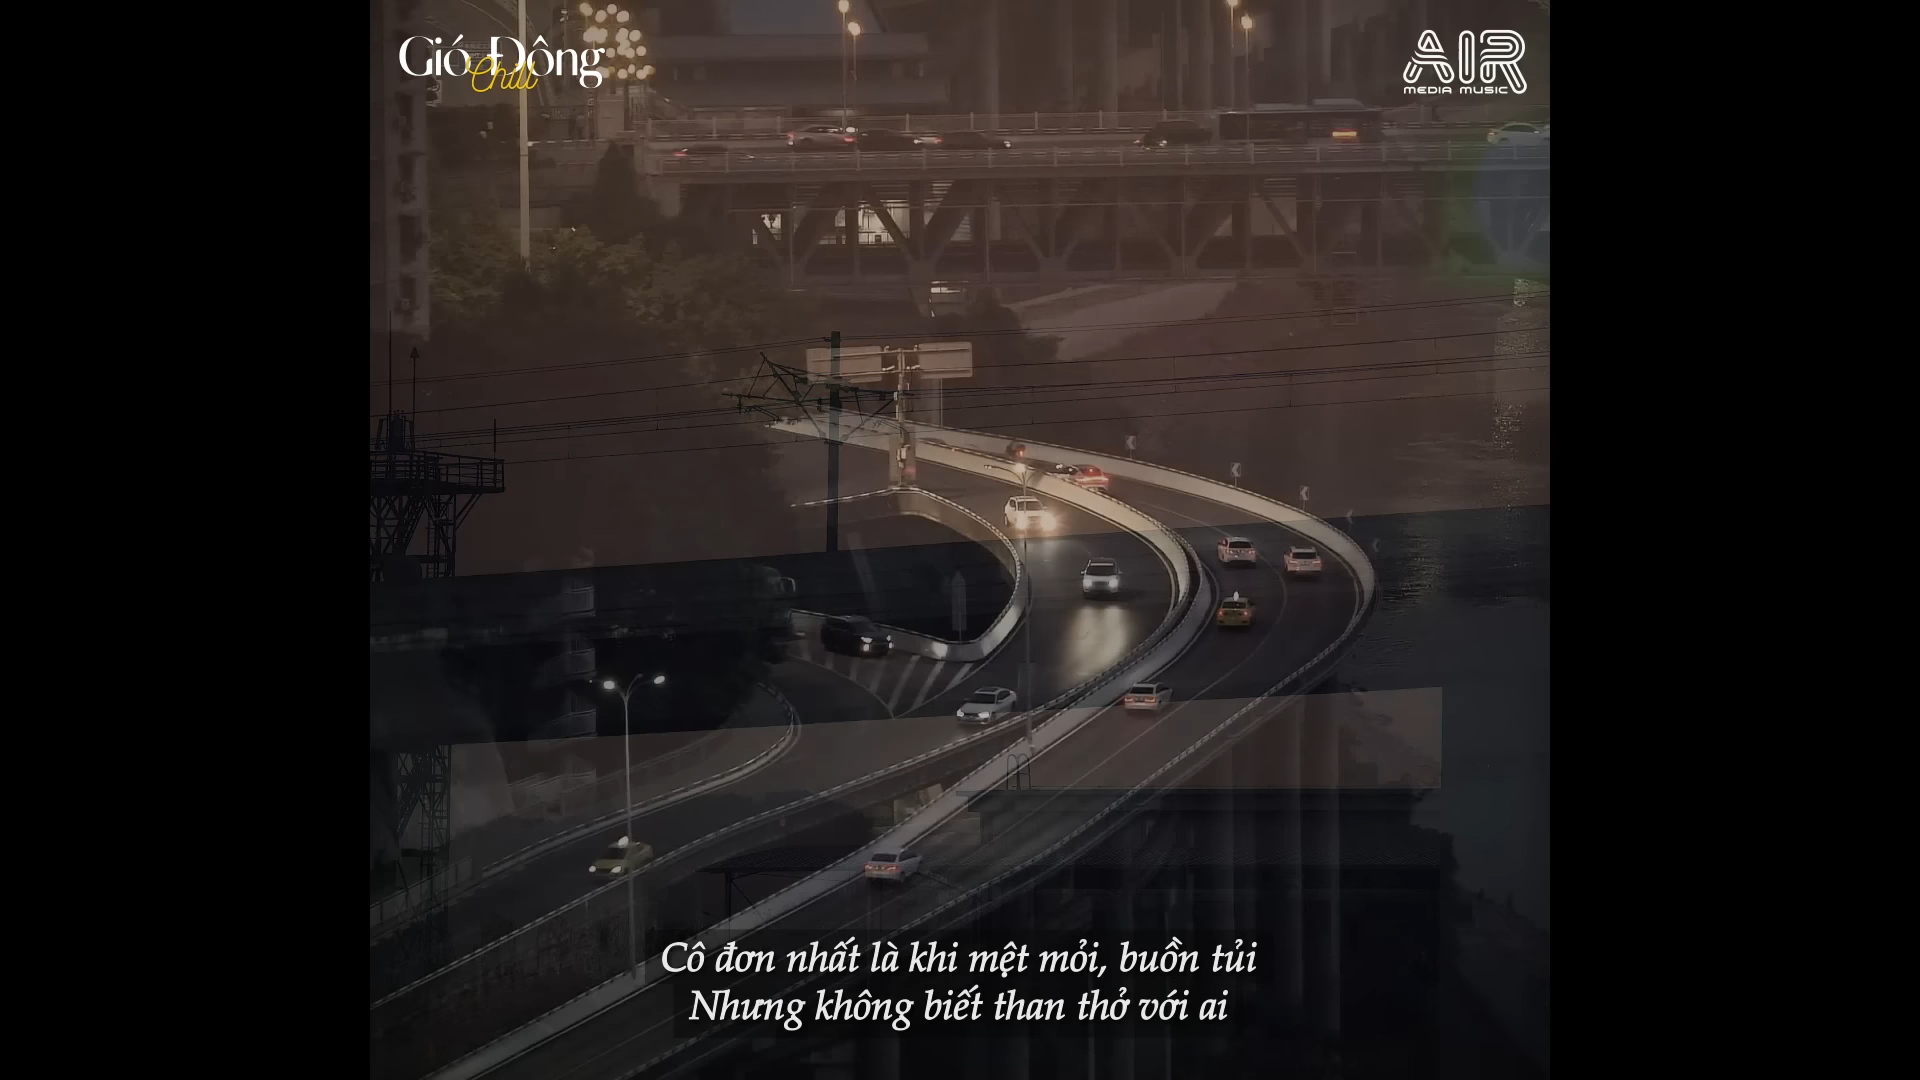 Gió Đông
Chill
AIR
MEDIA MUSIC
Cô đơn nhất là khi mệt mỏi, buồn tủi
Nhưng không biết than thở với ai